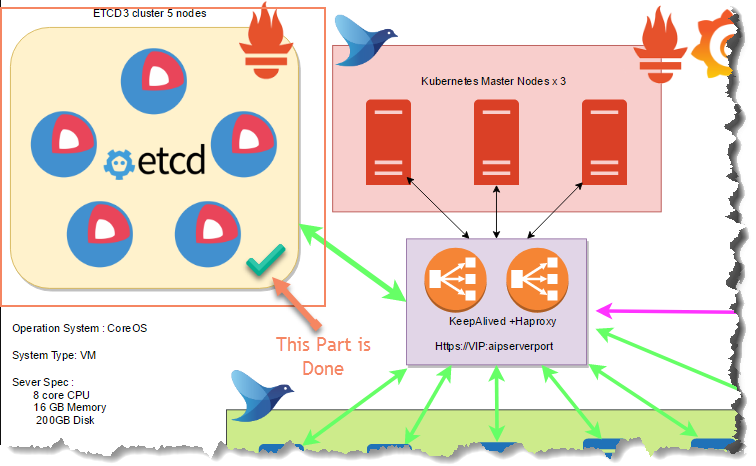 ETCD3 cluster 5 nodes
etcd
Kubernetes Master Nodes x 3
KeepAlived +Haproxy
Https://VIP:aipserverport
This Part is
Done
Operation System : CoreOS
System Type: VM
Sever Spec :
8 core CPU
16 GB Memory
200GB Disk